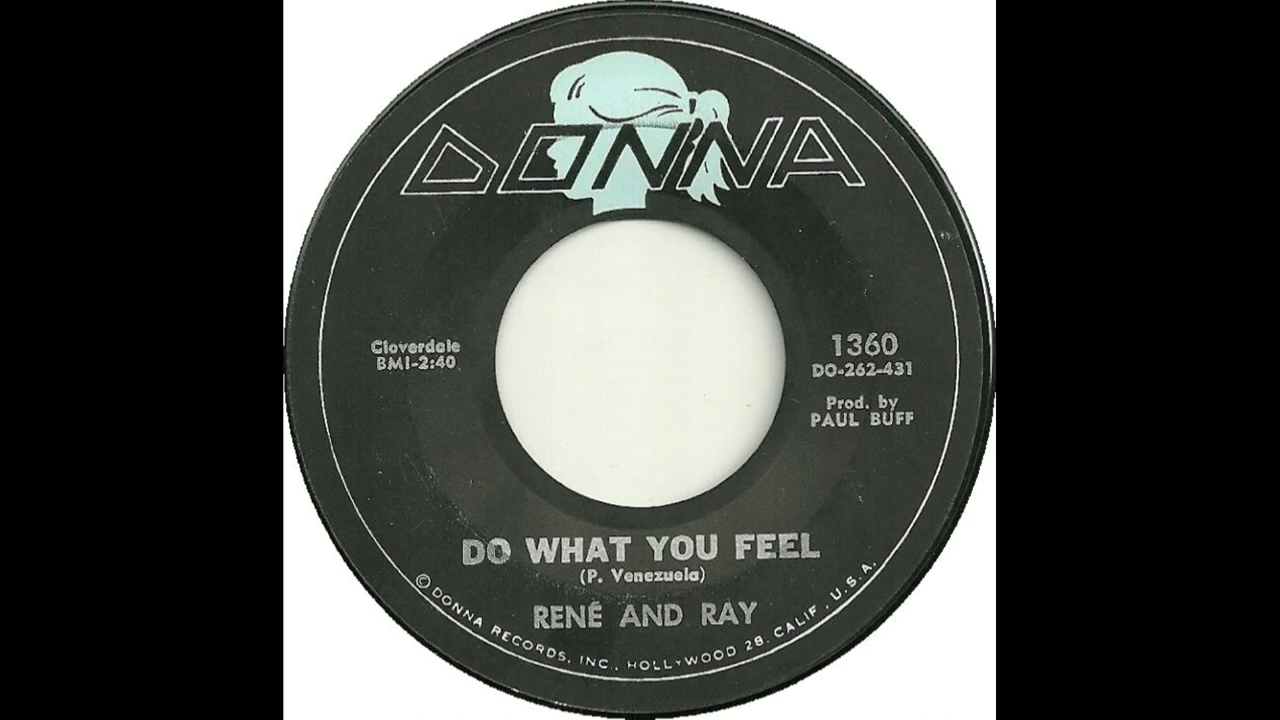 DONNA
Cloverdale
BMI-2:40
1360
DO-262-431
Prod. by
PAUL BUFF
DO WHAT YOU FEEL
(P. Venezuela)
RENÉ AND RAY
© DONNA RECORDS, INC., HOLLYWOOD 28, CALIF. U.S.A.